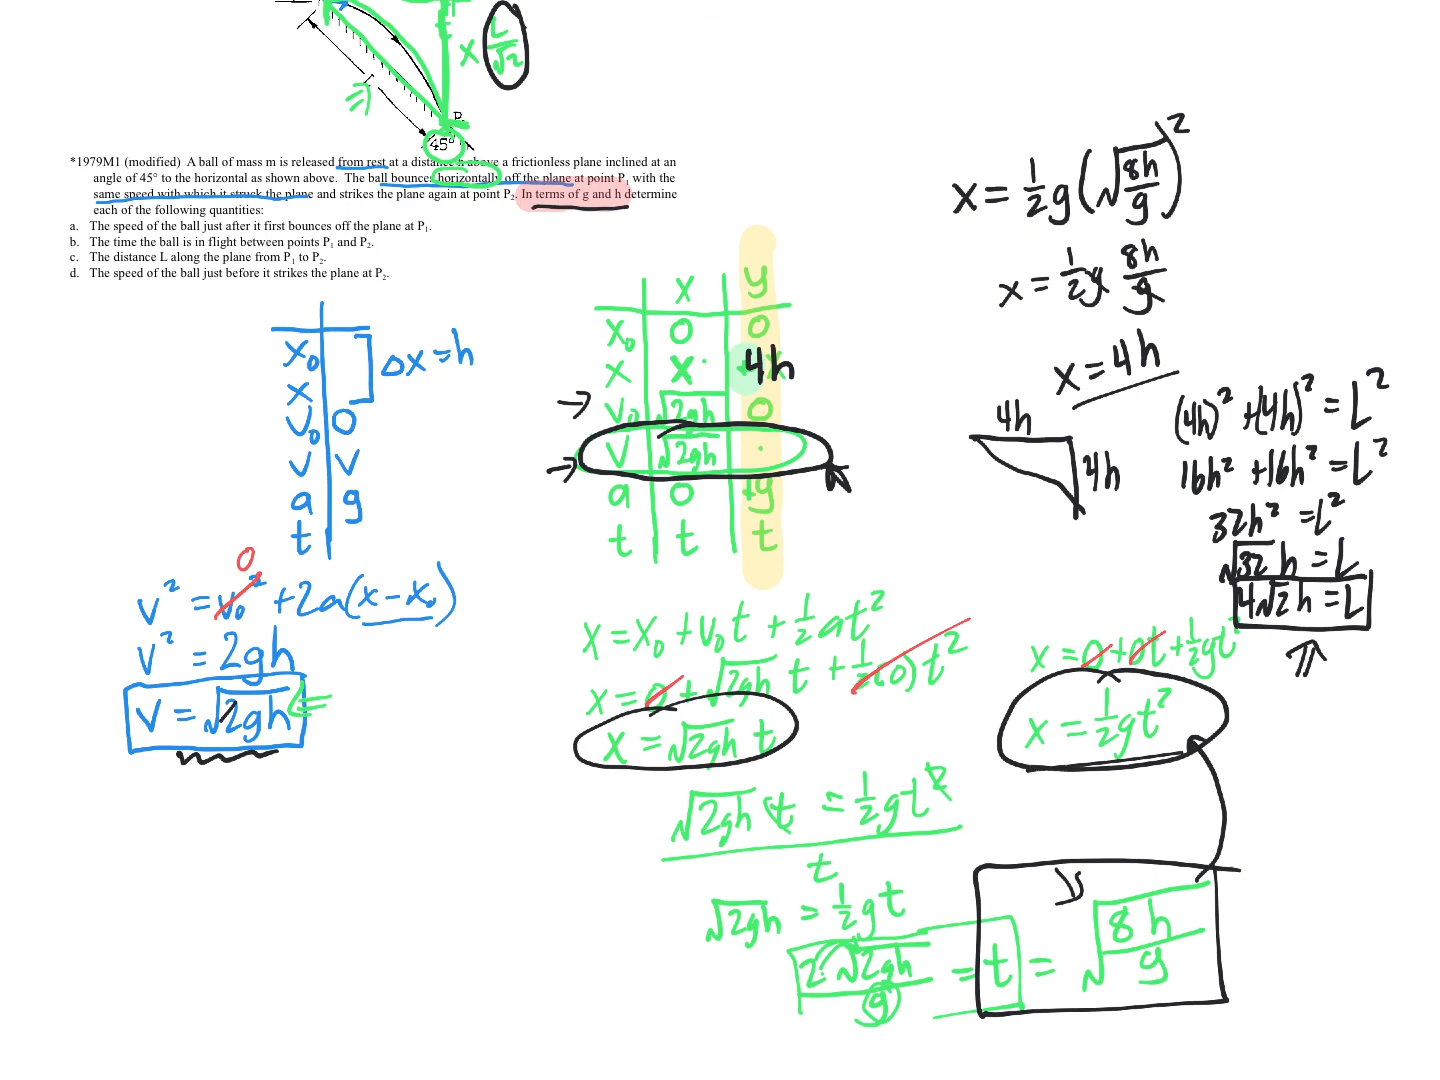 x L/√2
P
45°
*1979M1 (modified) A ball of mass m is released from rest at a distance h above a frictionless plane inclined at an
angle of 45° to the horizontal as shown above. The ball bounces horizontally off the plane at point P₁ with the
same speed with which it struck the plane and strikes the plane again at point P₂. In terms of g and h determine
each of the following quantities:
a. The speed of the ball just after it first bounces off the plane at P₁.
b. The time the ball is in flight between points P₁ and P₂.
c. The distance L along the plane from P₁ to P₂.
d. The speed of the ball just before it strikes the plane at P₂.
x₀
x
Δx = h
v₀ 0
v v
a g
t
0
v² = v₀² + 2a(x - x₀)
v² = 2gh
v = √2gh
x y
x₀ 0 0
x x 4h
v₀ √2gh 0
v √2gh
a 0 +g
t t t
x = x₀ + v₀t + ½at²
x = 0 + √2gh t + ½(0)t²
x = √2gh t
x = 0 + 0t + ½gt²
x = ½gt²
√2gh t = ½gt²
t
√2gh = ½gt
2·√2gh/g = t = √8h/g
x = ½g(√8h/g)²
x = ½g 8h/g
x = 4h
4h
4h
(4h)² + (4h)² = L²
16h² + 16h² = L²
32h² = L²
√32 h = L
4√2 h = L